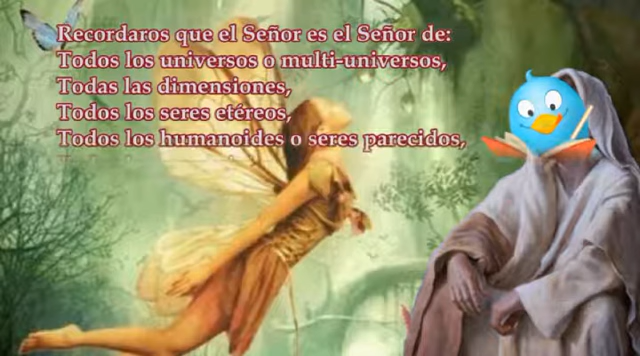 Recordaros que el Señor es el Señor de:
Todos los universos o multi-universos,
Todas las dimensiones,
Todos los seres etéreos,
Todos los humanoides o seres parecidos,